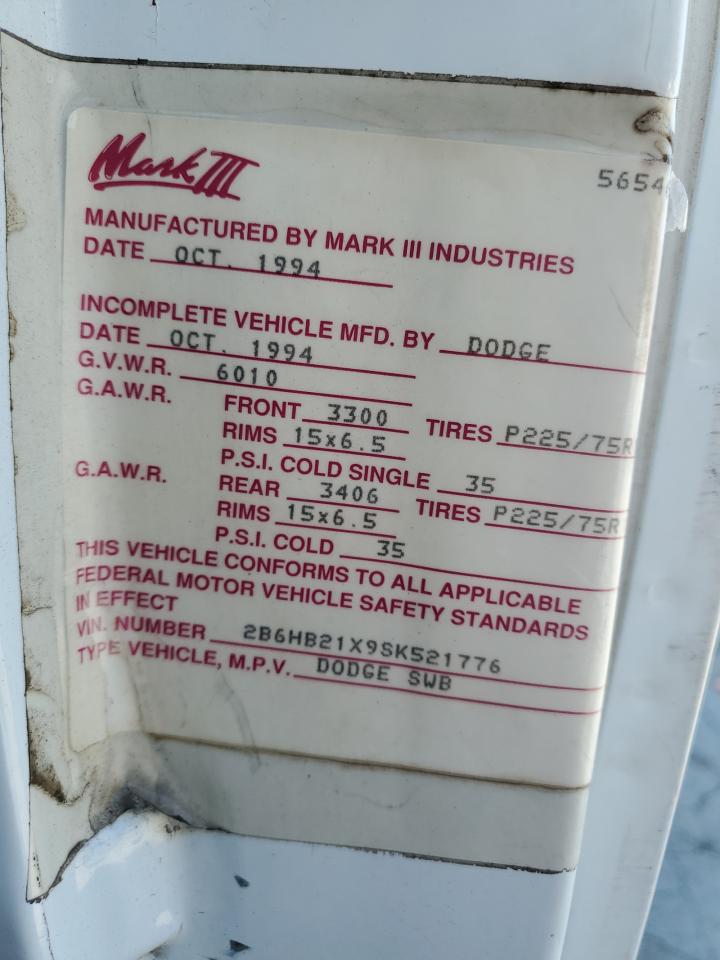 Mark III
5654
MANUFACTURED BY MARK III INDUSTRIES
DATE OCT. 1994
INCOMPLETE VEHICLE MFD. BY DODGE
DATE OCT. 1994
G.V.W.R. 6010
G.A.W.R. FRONT 3300 TIRES P225/75R
RIMS 15x6.5
P.S.I. COLD SINGLE 35
G.A.W.R. REAR 3406 TIRES P225/75R
RIMS 15x6.5
P.S.I. COLD 35
THIS VEHICLE CONFORMS TO ALL APPLICABLE
FEDERAL MOTOR VEHICLE SAFETY STANDARDS
IN EFFECT
VIN. NUMBER 2B6HB21X9SK521776
TYPE VEHICLE, M.P.V. DODGE SWB